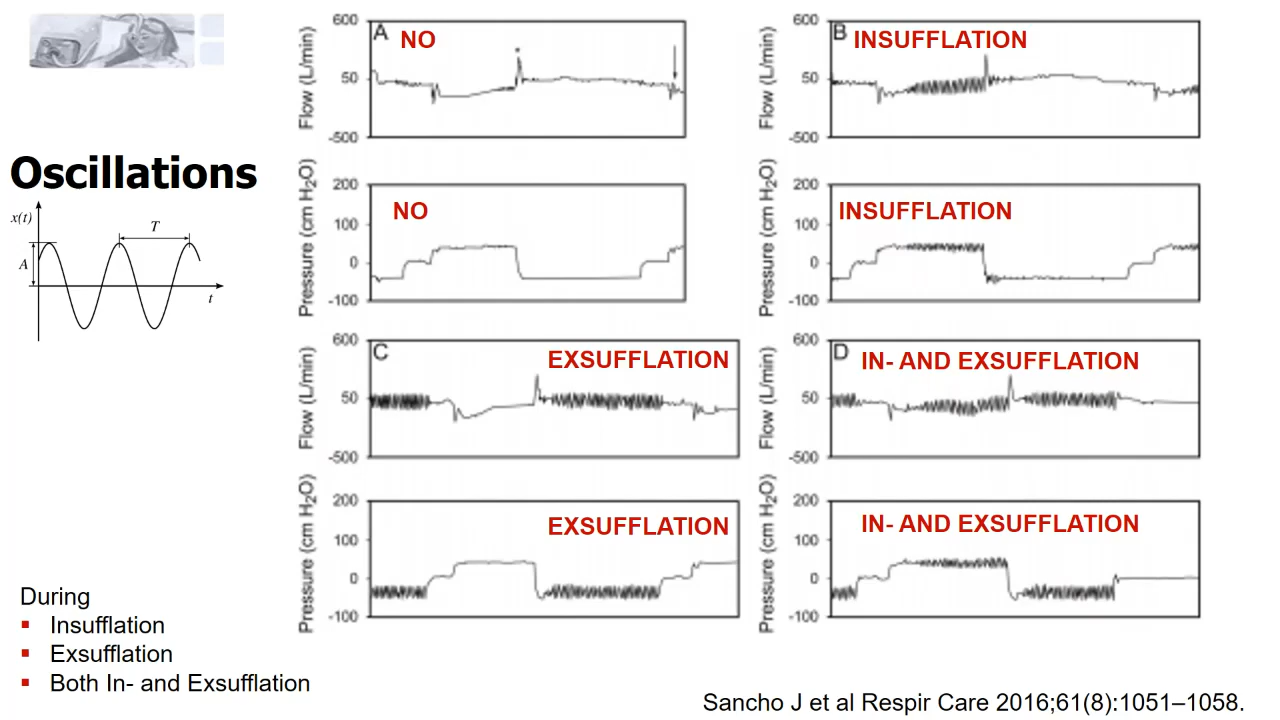 Oscillations
x(t)
T
A
t
During
▪ Insufflation
▪ Exsufflation
▪ Both In- and Exsufflation
A NO
*
Flow (L/min)
600
50
-500
NO
Pressure (cm H2O)
200
100
0
-100
B INSUFFLATION
Flow (L/min)
600
50
-500
INSUFFLATION
Pressure (cm H2O)
200
100
0
-100
C EXSUFFLATION
Flow (L/min)
600
50
-500
EXSUFFLATION
Pressure (cm H2O)
200
100
0
-100
D IN- AND EXSUFFLATION
Flow (L/min)
600
50
-500
IN- AND EXSUFFLATION
Pressure (cm H2O)
200
100
0
-100
Sancho J et al Respir Care 2016;61(8):1051–1058.